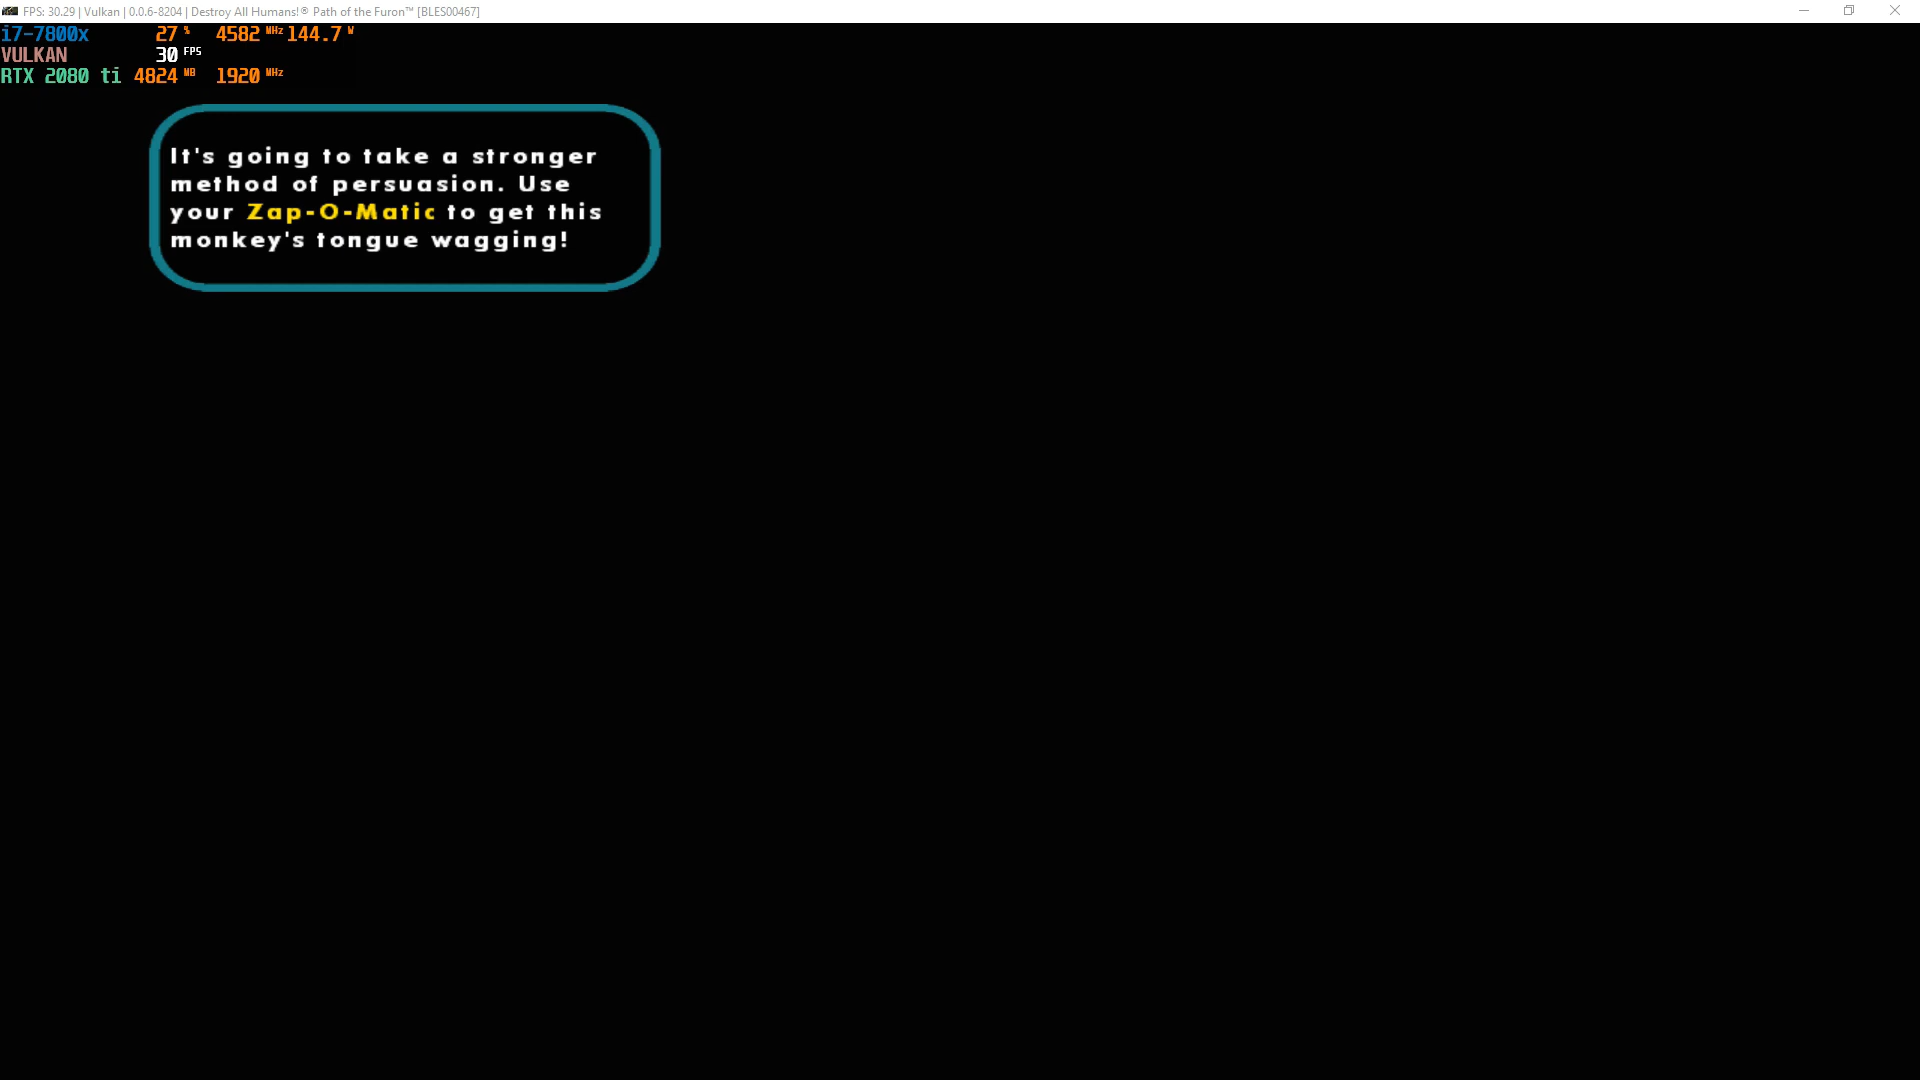 FPS: 30.29 | Vulkan | 0.0.6-8204 | Destroy All Humans!® Path of the Furon™ [BLES00467]
i7-7800x 27 % 4582 MHz 144.7 W
VULKAN 30 FPS
RTX 2080 ti 4824 MB 1920 MHz
It's going to take a stronger
method of persuasion. Use
your Zap-O-Matic to get this
monkey's tongue wagging!